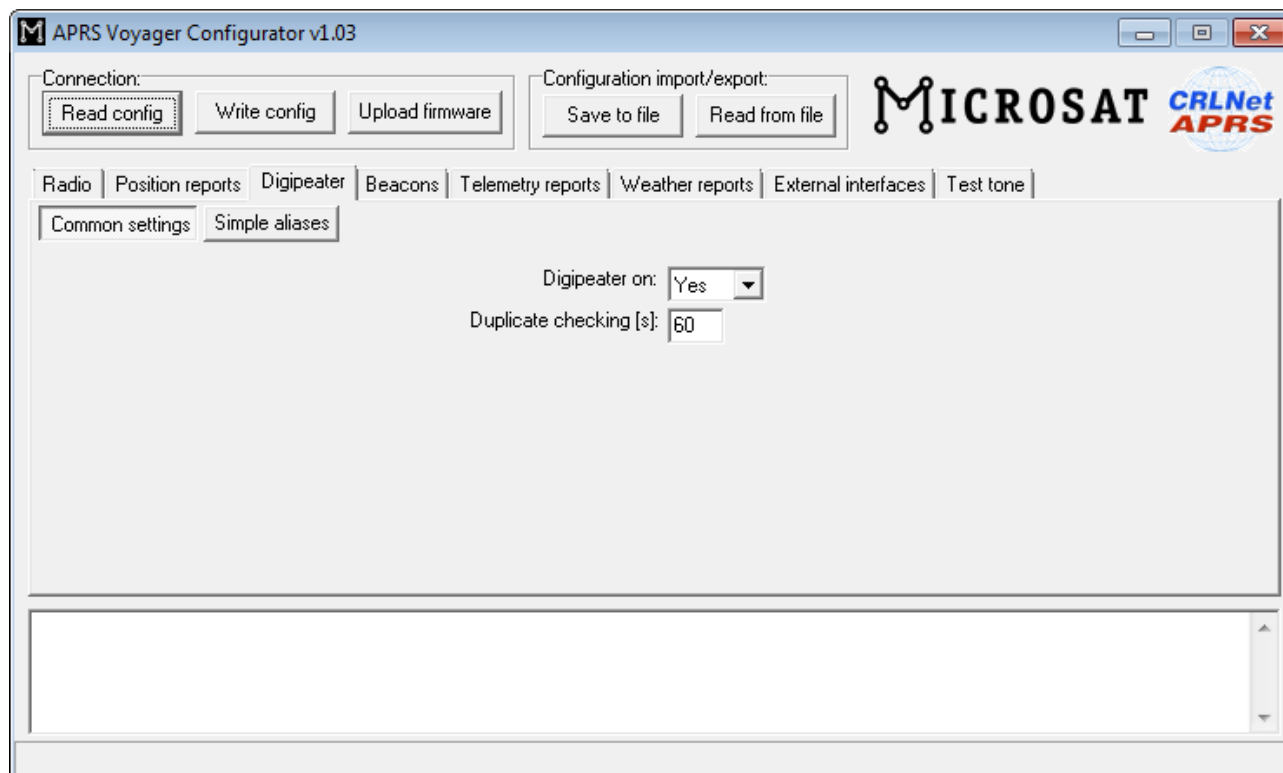 APRS Voyager Configurator v1.03
Connection:
Read config Write config Upload firmware
Configuration import/export:
Save to file Read from file
MICROSAT
CRLNet
APRS
Radio Position reports Digipeater Beacons Telemetry reports Weather reports External interfaces Test tone
Common settings Simple aliases
Digipeater on: Yes
Duplicate checking [s]: 60